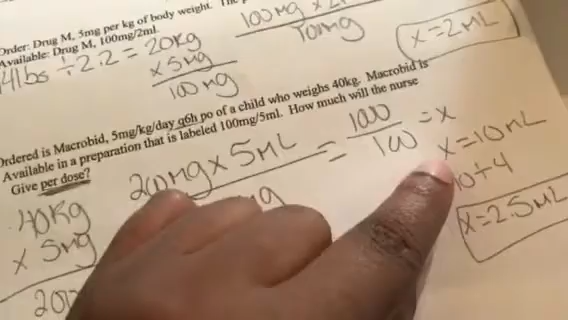 Order: Drug M, 5mg per kg of body weight.
Available: Drug M, 100mg/2ml.
44lbs ÷ 2.2 = 20kg
x 5mg
100mg
10mg
x=2mL
Ordered is Macrobid, 5mg/kg/day q6h po of a child who weighs 40kg. Macrobid is
Available in a preparation that is labeled 100mg/5ml. How much will the nurse
Give per dose?
200mg x 5mL = 1000 = x
100
x=10mL
10÷4
x=2.5mL
40kg
x 5mg